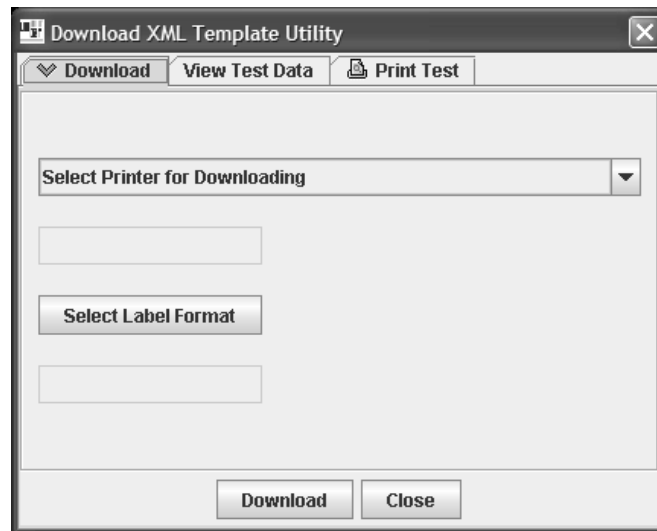 Download XML Template Utility
Download View Test Data Print Test
Select Printer for Downloading
Select Label Format
Download Close